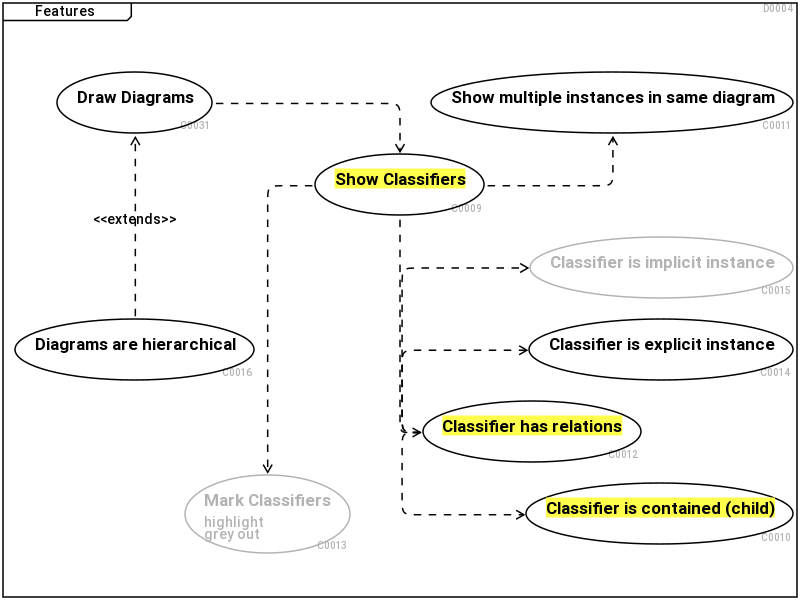 Features
D0004
Draw Diagrams
C0031
Show multiple instances in same diagram
C0011
Show Classifiers
C0009
<<extends>>
Classifier is implicit instance
C0015
Diagrams are hierarchical
C0016
Classifier is explicit instance
C0014
Classifier has relations
C0012
Mark Classifiers
highlight
grey out
C0013
Classifier is contained (child)
C0010